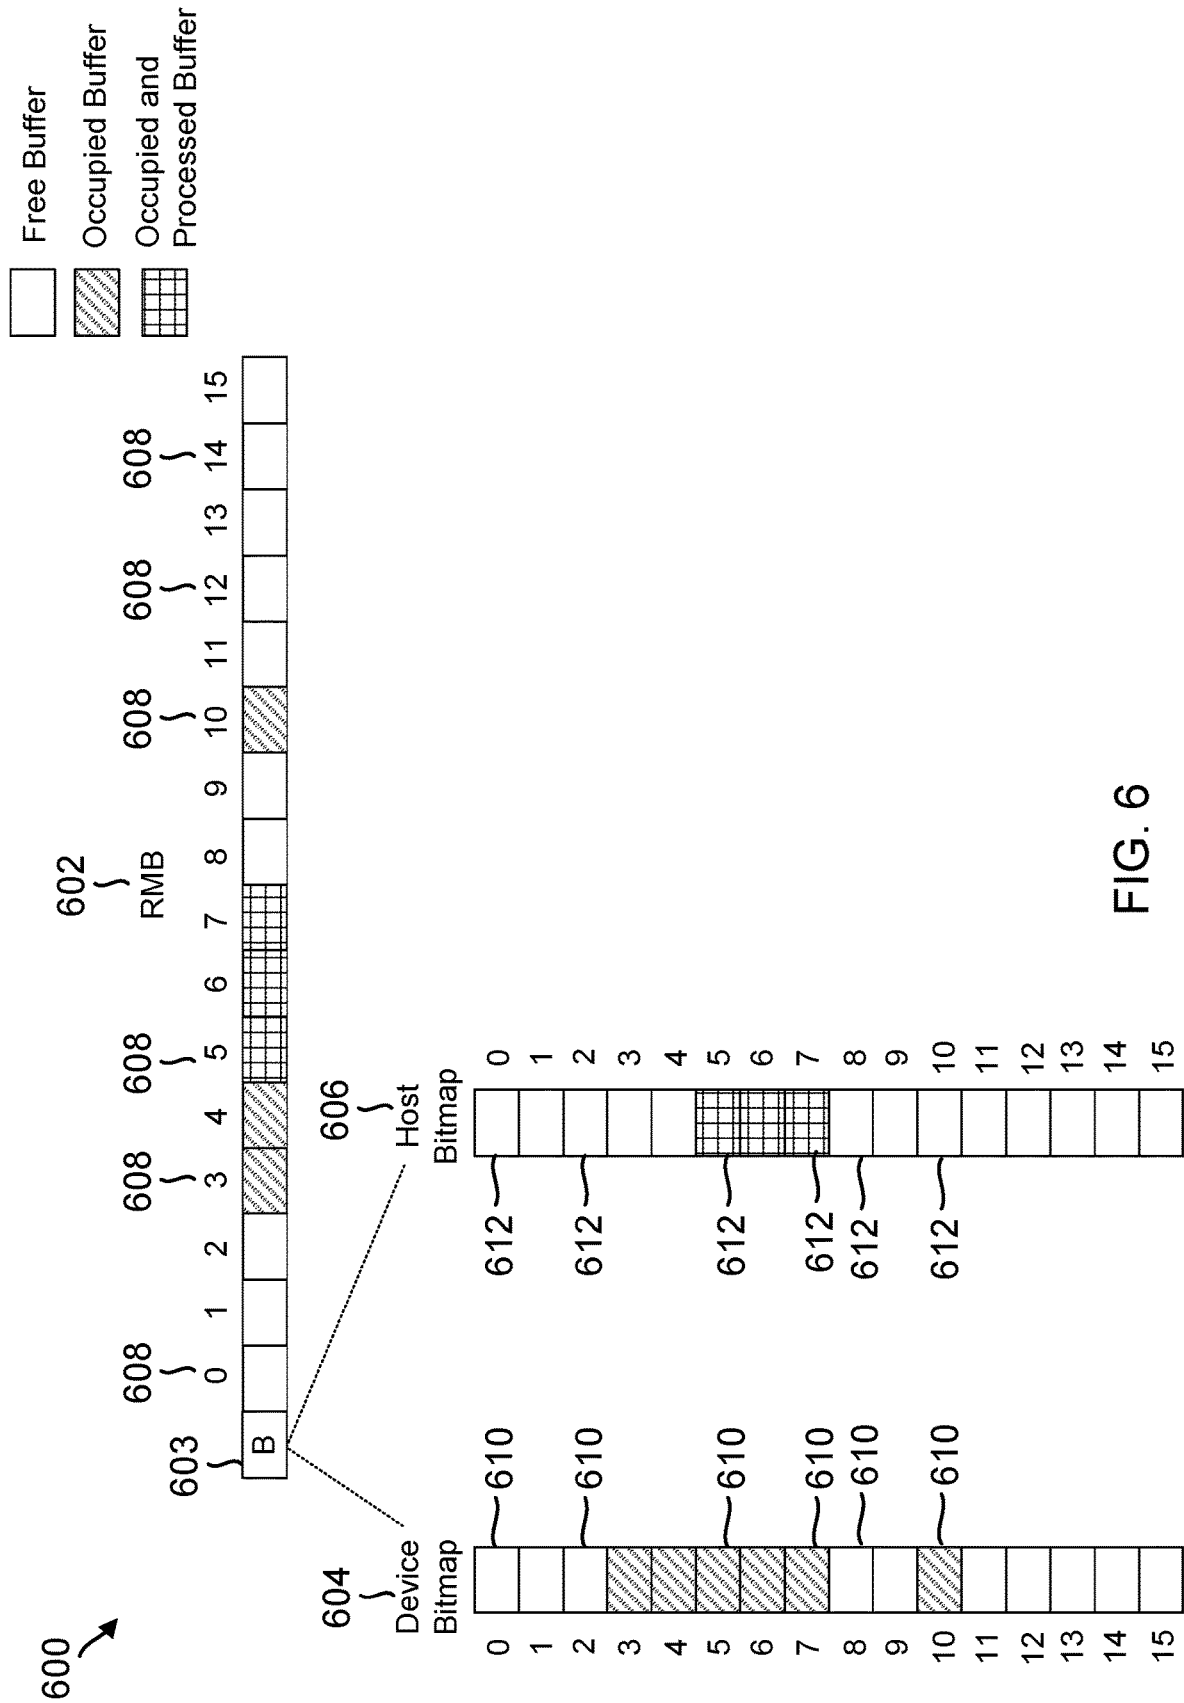 600
Free Buffer
Occupied Buffer
Occupied and
Processed Buffer
602
RMB
603
608 608 608 608 608 608 608
0 1 2 3 4 5 6 7 8 9 10 11 12 13 14 15
B
604
Device
Bitmap
606
Host
Bitmap
0 610 612 0
1 1
2 610 612 2
3 3
4 4
5 610 612 5
6 6
7 610 612 7
8 610 612 8
9 9
10 610 612 10
11 11
12 12
13 13
14 14
15 15
FIG. 6